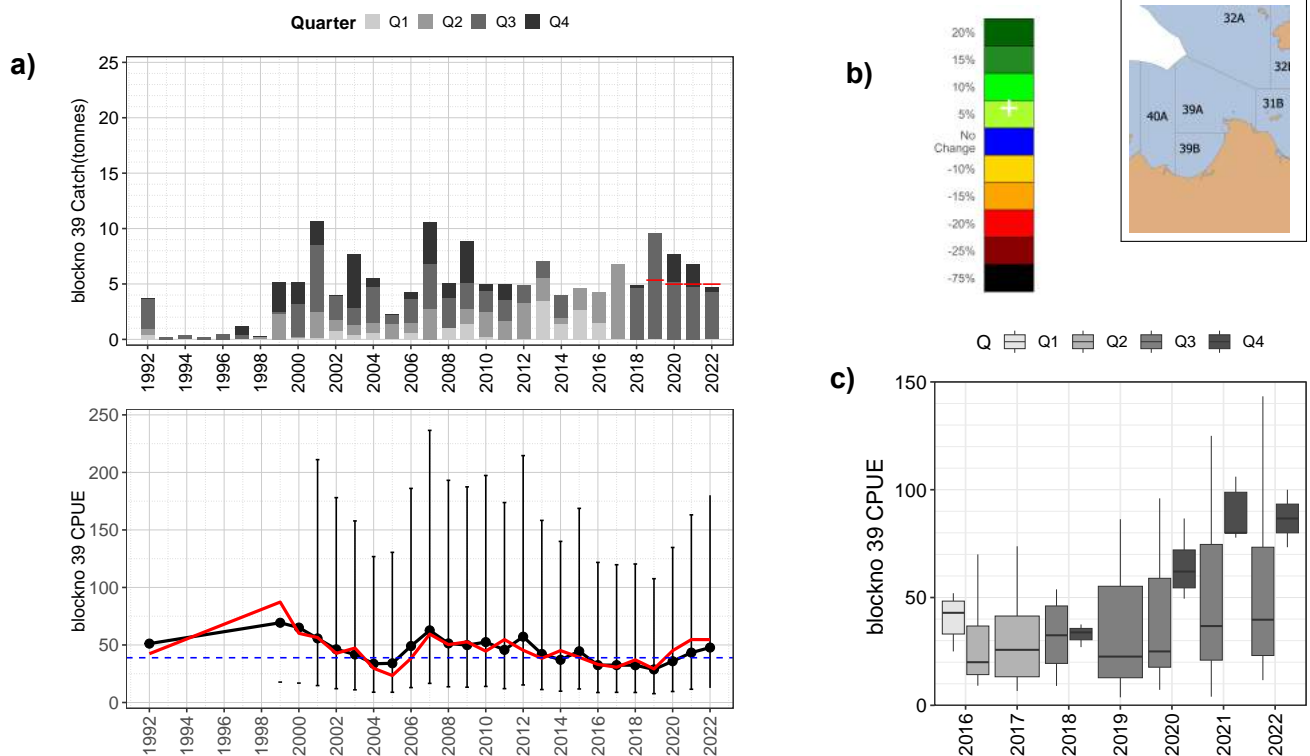 Quarter Q1 Q2 Q3 Q4
a)
blockno 39 Catch(tonnes)
25
20
15
10
5
0
1992 1994 1996 1998 2000 2002 2004 2006 2008 2010 2012 2014 2016 2018 2020 2022
blockno 39 CPUE
250
200
150
100
50
0
1992 1994 1996 1998 2000 2002 2004 2006 2008 2010 2012 2014 2016 2018 2020 2022
b)
20%
15%
10%
5%
No
Change
-10%
-15%
-20%
-25%
-75%
32A
31B
40A 39A
39B
Q Q1 Q2 Q3 Q4
c)
blockno 39 CPUE
150
100
50
0
2016 2017 2018 2019 2020 2021 2022